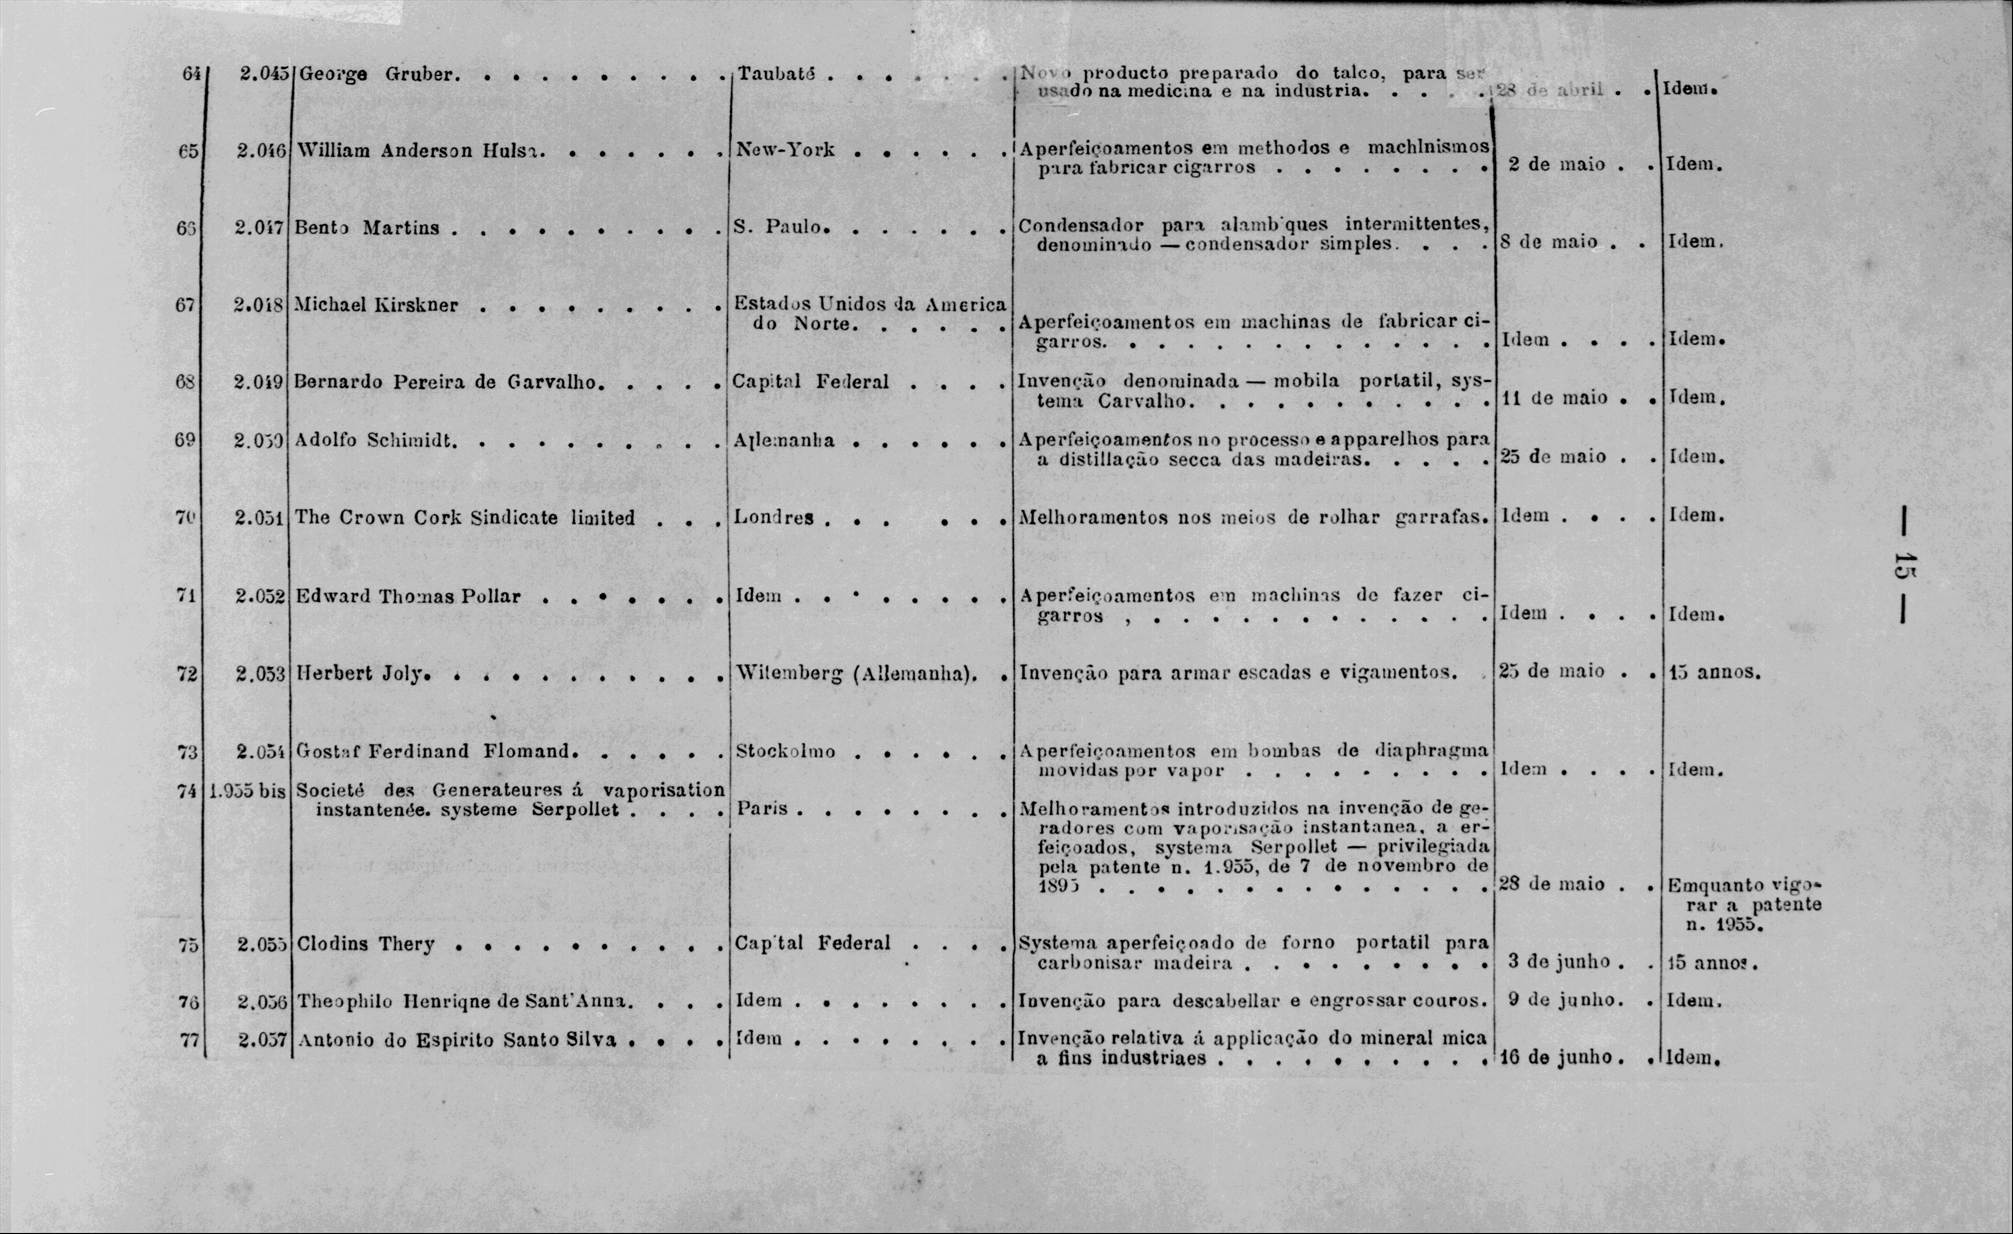 64 2.045 George Gruber. . . . . . . . . . Taubaté . . . . . . . Novo producto preparado do talco, para ser
usado na medicina e na industria. . . . . 28 de abril . . Idem.
65 2.046 William Anderson Hulsa. . . . . . . New-York . . . . . . Aperfeiçoamentos em methodos e machinismos
para fabricar cigarros . . . . . . . . 2 de maio . . Idem.
66 2.047 Bento Martins . . . . . . . . . . S. Paulo. . . . . . . Condensador para alambiques intermittentes,
denominado — condensador simples. . . . 8 de maio . . Idem.
67 2.048 Michael Kirskner . . . . . . . . . Estados Unidos da America
do Norte. . . . . . Aperfeiçoamentos em machinas de fabricar ci-
garros. . . . . . . . . . . . . . Idem . . . . Idem.
68 2.049 Bernardo Pereira de Garvalho. . . . . Capital Federal . . . . Invenção denominada — mobila portatil, sys-
tema Carvalho. . . . . . . . . . . 11 de maio . . Idem.
69 2.050 Adolfo Schimidt. . . . . . . . . . Allemanha . . . . . . Aperfeiçoamentos no processo e apparelhos para
a distillação secca das madeiras. . . . . 25 de maio . . Idem.
70 2.051 The Crown Cork Sindicate limited . . . Londres . . . . . . Melhoramentos nos meios de rolhar garrafas. Idem . . . . Idem.
71 2.052 Edward Thomas Pollar . . . . . . . Idem . . . . . . . . Aperfeiçoamentos em machinas de fazer ci-
garros , . . . . . . . . . . . . Idem . . . . Idem.
72 2.053 Herbert Joly. . . . . . . . . . . Witemberg (Allemanha). . Invenção para armar escadas e vigamentos. . 25 de maio . . 15 annos.
73 2.054 Gostaf Ferdinand Flomand. . . . . . Stockolmo . . . . . . Aperfeiçoamentos em bombas de diaphragma
movidas por vapor . . . . . . . . . Idem . . . . Idem.
74 1.955 bis Societé des Generateures á vaporisation
instantenée. systeme Serpollet . . . . Paris . . . . . . . . Melhoramentos introduzidos na invenção de ge-
radores com vaporisação instantanea, a er-
feiçoados, systema Serpollet — privilegiada
pela patente n. 1.955, de 7 de novembro de
1895 . . . . . . . . . . . . . . 28 de maio . . Emquanto vigo-
rar a patente
n. 1955.
75 2.055 Clodins Thery . . . . . . . . . . Capital Federal . . . . Systema aperfeiçoado de forno portatil para
carbonisar madeira . . . . . . . . . 3 de junho . . 15 annos.
76 2.056 Theophilo Henriqne de Sant'Anna. . . . Idem . . . . . . . . Invenção para descabellar e engrossar couros. 9 de junho. . Idem.
77 2.057 Antonio do Espirito Santo Silva . . . . Idem . . . . . . . . Invenção relativa á applicação do mineral mica
a fins industriaes . . . . . . . . . . 16 de junho. . Idem.
— 15 —